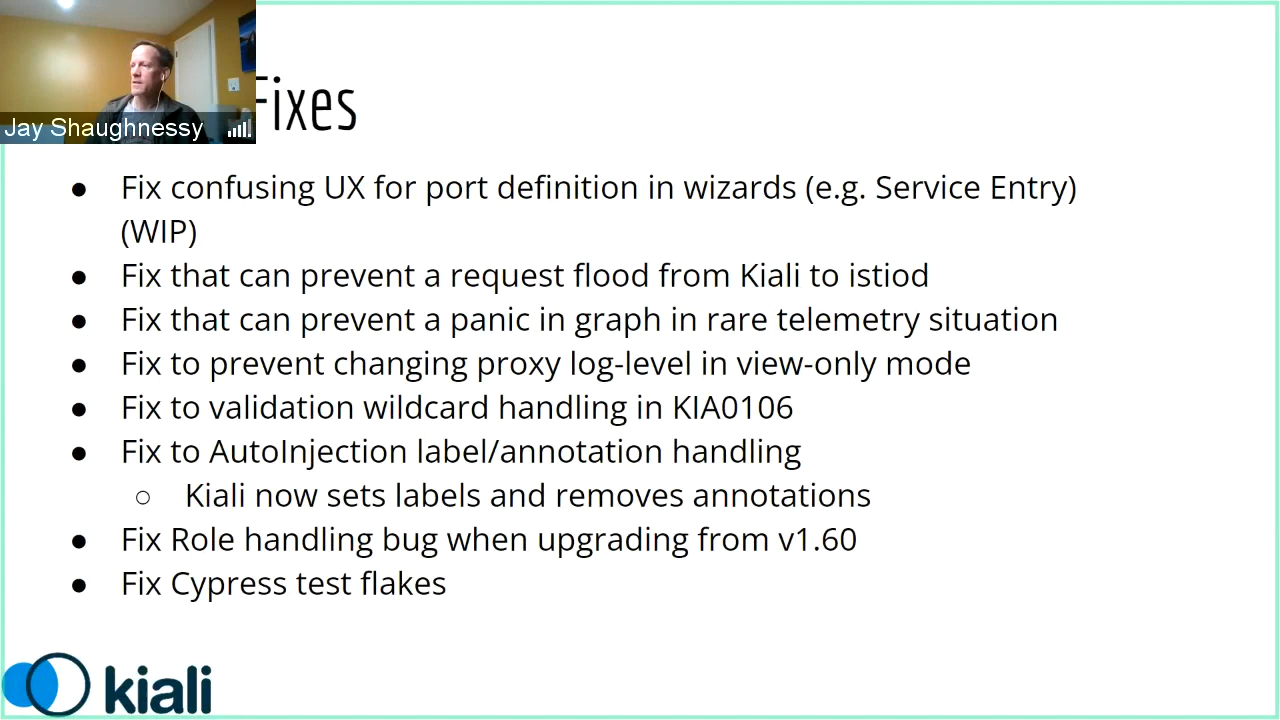 Fixes
Jay Shaughnessy
● Fix confusing UX for port definition in wizards (e.g. Service Entry)
(WIP)
● Fix that can prevent a request flood from Kiali to istiod
● Fix that can prevent a panic in graph in rare telemetry situation
● Fix to prevent changing proxy log-level in view-only mode
● Fix to validation wildcard handling in KIA0106
● Fix to AutoInjection label/annotation handling
○ Kiali now sets labels and removes annotations
● Fix Role handling bug when upgrading from v1.60
● Fix Cypress test flakes
kiali